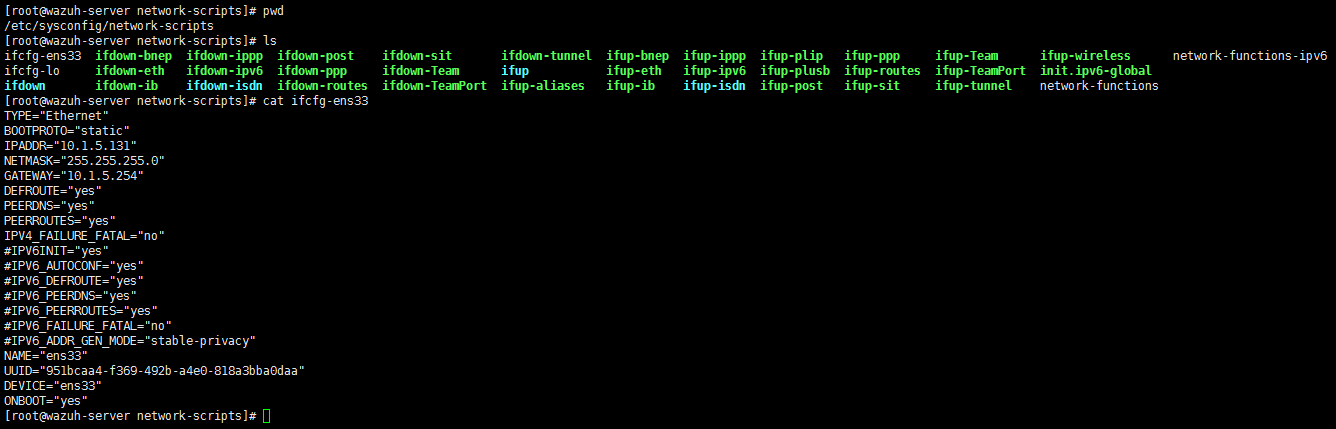 [root@wazuh-server network-scripts]# pwd
/etc/sysconfig/network-scripts
[root@wazuh-server network-scripts]# ls
ifcfg-ens33  ifdown-bnep  ifdown-ippp  ifdown-post    ifdown-sit       ifdown-tunnel  ifup-bnep  ifup-ippp  ifup-plip   ifup-ppp     ifup-Team      ifup-wireless      network-functions-ipv6
ifcfg-lo     ifdown-eth   ifdown-ipv6  ifdown-ppp     ifdown-Team      ifup           ifup-eth   ifup-ipv6  ifup-plusb  ifup-routes  ifup-TeamPort  init.ipv6-global
ifdown       ifdown-ib    ifdown-isdn  ifdown-routes  ifdown-TeamPort  ifup-aliases   ifup-ib    ifup-isdn  ifup-post   ifup-sit     ifup-tunnel    network-functions
[root@wazuh-server network-scripts]# cat ifcfg-ens33
TYPE="Ethernet"
BOOTPROTO="static"
IPADDR="10.1.5.131"
NETMASK="255.255.255.0"
GATEWAY="10.1.5.254"
DEFROUTE="yes"
PEERDNS="yes"
PEERROUTES="yes"
IPV4_FAILURE_FATAL="no"
#IPV6INIT="yes"
#IPV6_AUTOCONF="yes"
#IPV6_DEFROUTE="yes"
#IPV6_PEERDNS="yes"
#IPV6_PEERROUTES="yes"
#IPV6_FAILURE_FATAL="no"
#IPV6_ADDR_GEN_MODE="stable-privacy"
NAME="ens33"
UUID="951bcaa4-f369-492b-a4e0-818a3bba0daa"
DEVICE="ens33"
ONBOOT="yes"
[root@wazuh-server network-scripts]#